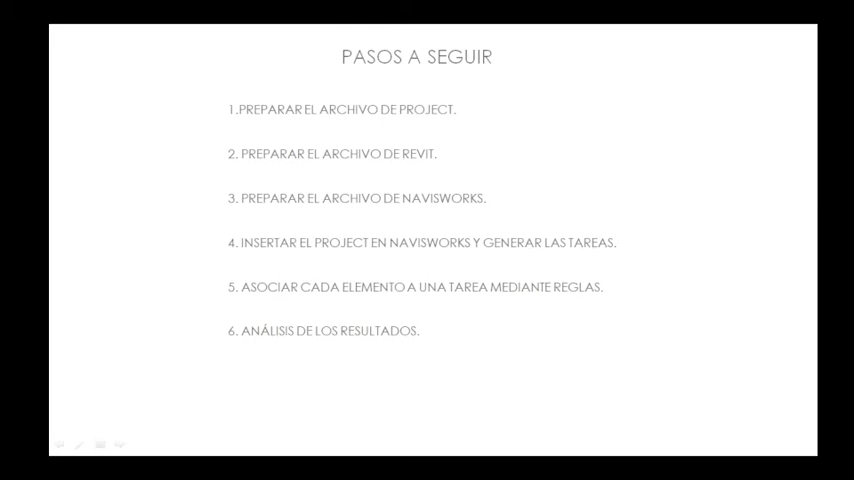 PASOS A SEGUIR
1.PREPARAR EL ARCHIVO DE PROJECT.
2. PREPARAR EL ARCHIVO DE REVIT.
3. PREPARAR EL ARCHIVO DE NAVISWORKS.
4. INSERTAR EL PROJECT EN NAVISWORKS Y GENERAR LAS TAREAS.
5. ASOCIAR CADA ELEMENTO A UNA TAREA MEDIANTE REGLAS.
6. ANÁLISIS DE LOS RESULTADOS.